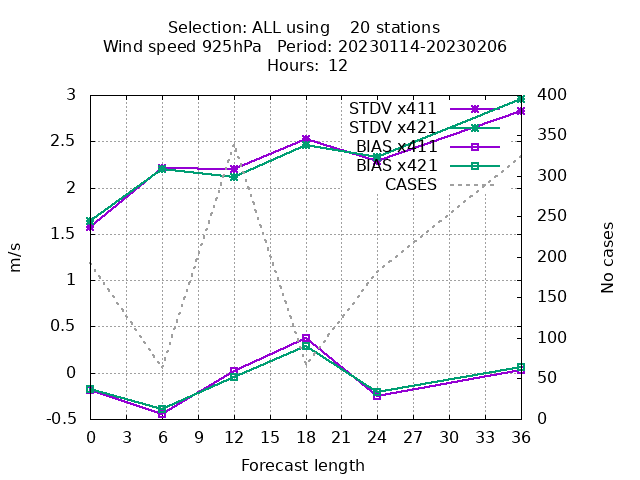 Selection: ALL using    20 stations
Wind speed 925hPa   Period: 20230114-20230206
Hours:  12
3
2.5
2
1.5
1
0.5
0
-0.5
m/s
STDV x411
STDV x421
BIAS x411
BIAS x421
CASES
400
350
300
250
200
150
100
50
0
No cases
0 3 6 9 12 15 18 21 24 27 30 33 36
Forecast length